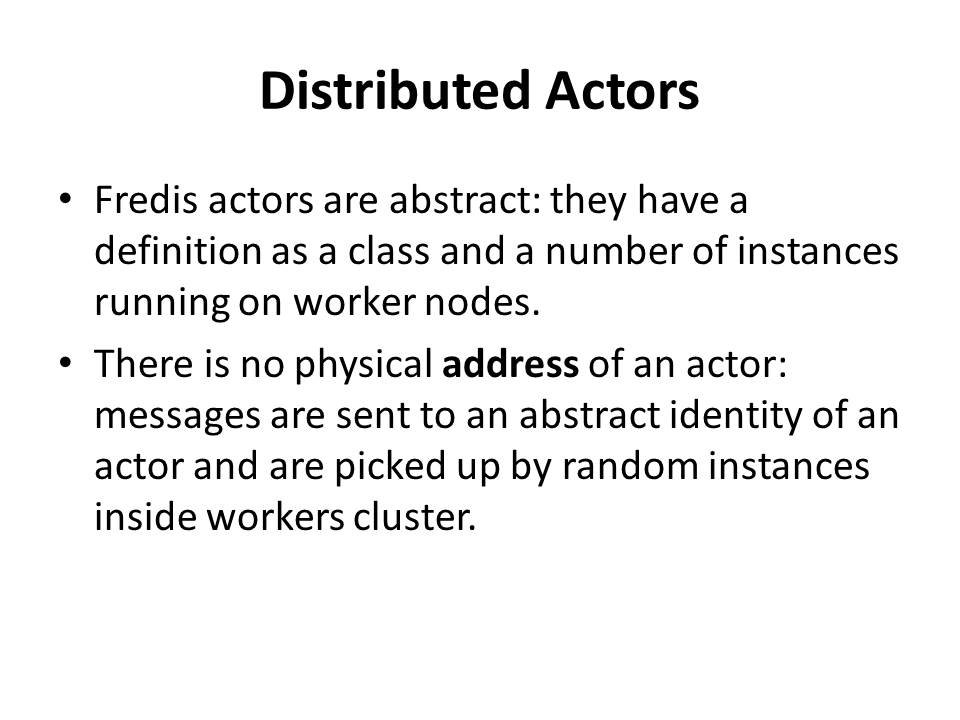 Distributed Actors
• Fredis actors are abstract: they have a
definition as a class and a number of instances
running on worker nodes.
• There is no physical address of an actor:
messages are sent to an abstract identity of an
actor and are picked up by random instances
inside workers cluster.